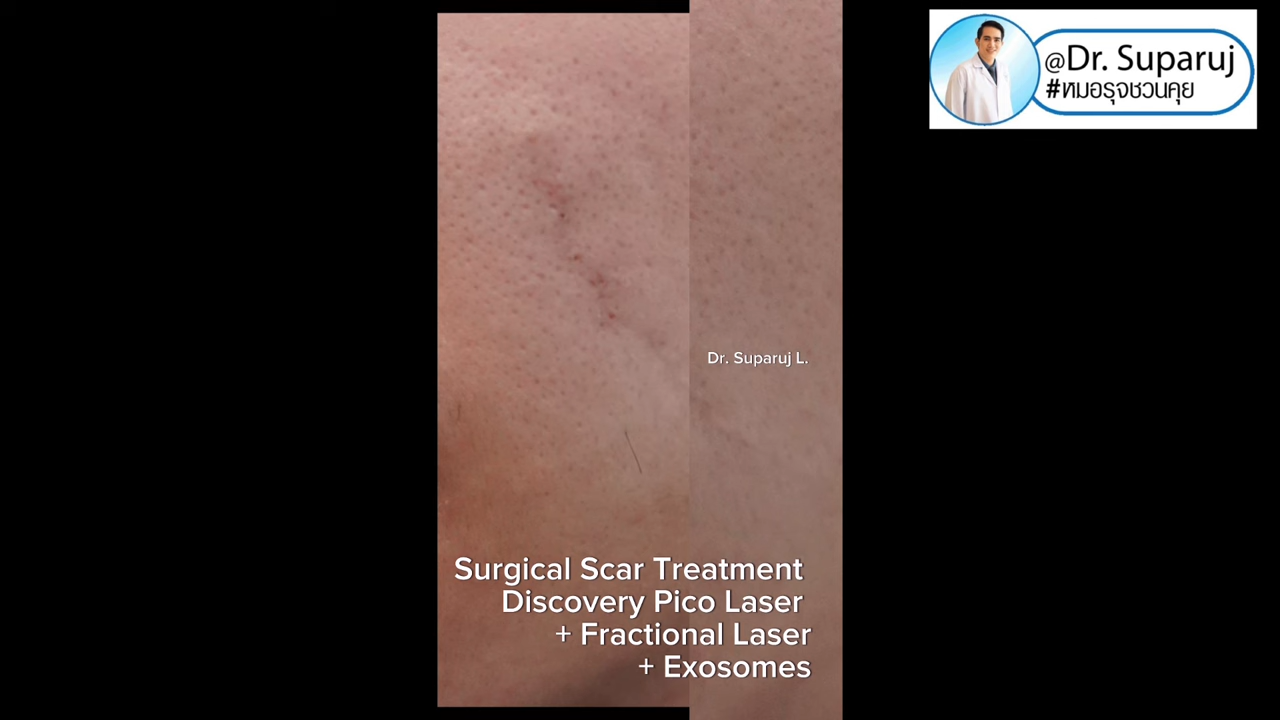 @Dr. Suparuj
#หมอรุจชวนคุย
Dr. Suparuj L.
Surgical Scar Treatment
Discovery Pico Laser
+ Fractional Laser
+ Exosomes